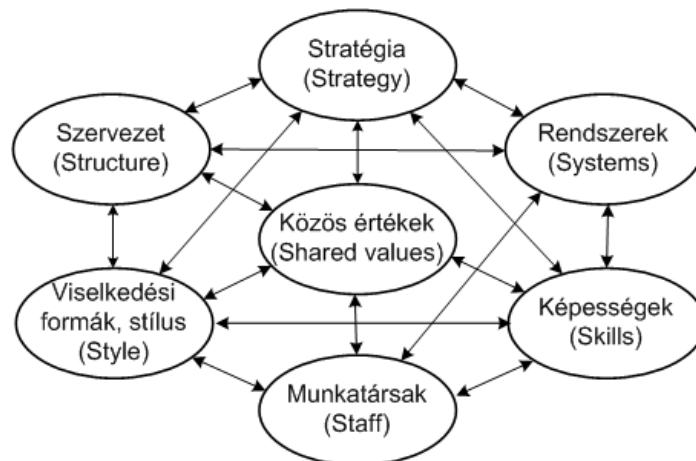 Stratégia
(Strategy)
Szervezet
(Structure)
Rendszerek
(Systems)
Közös értékek
(Shared values)
Viselkedési
formák, stílus
(Style)
Képességek
(Skills)
Munkatársak
(Staff)